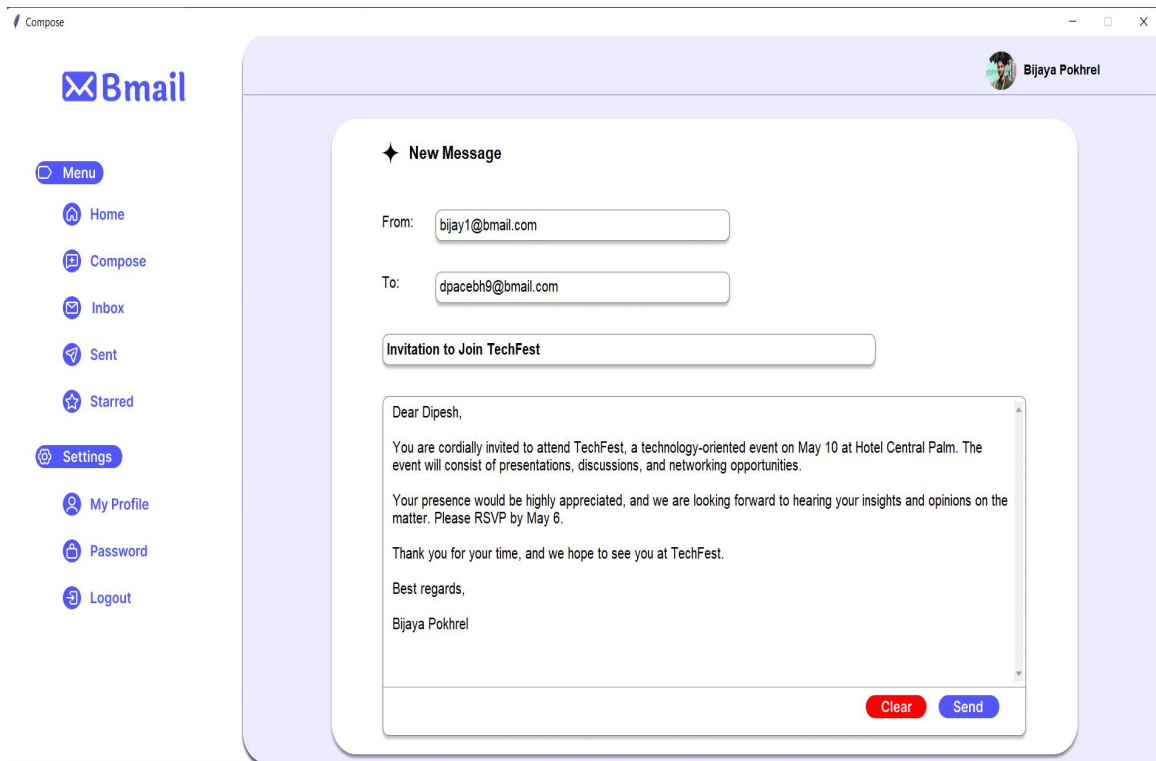 Compose
Bmail
Bijaya Pokhrel
Menu
Home
Compose
Inbox
Sent
Starred
Settings
My Profile
Password
Logout
New Message
From:
bijay1@bmail.com
To:
dpacebh9@bmail.com
Invitation to Join TechFest
Dear Dipesh,
You are cordially invited to attend TechFest, a technology-oriented event on May 10 at Hotel Central Palm. The
event will consist of presentations, discussions, and networking opportunities.
Your presence would be highly appreciated, and we are looking forward to hearing your insights and opinions on the
matter. Please RSVP by May 6.
Thank you for your time, and we hope to see you at TechFest.
Best regards,
Bijaya Pokhrel
Clear
Send